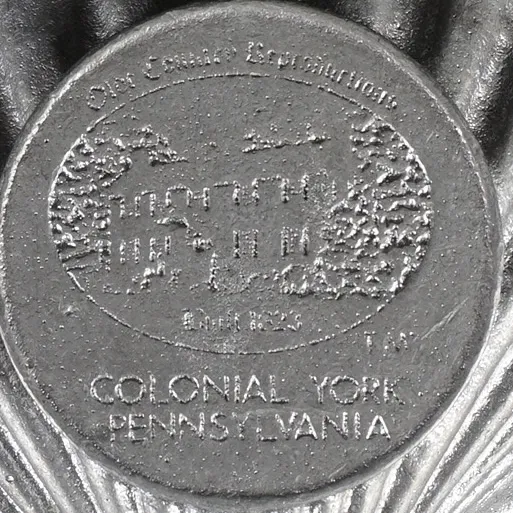 Olde Country Reproductions
Built 1823
TM
COLONIAL YORK
PENNSYLVANIA